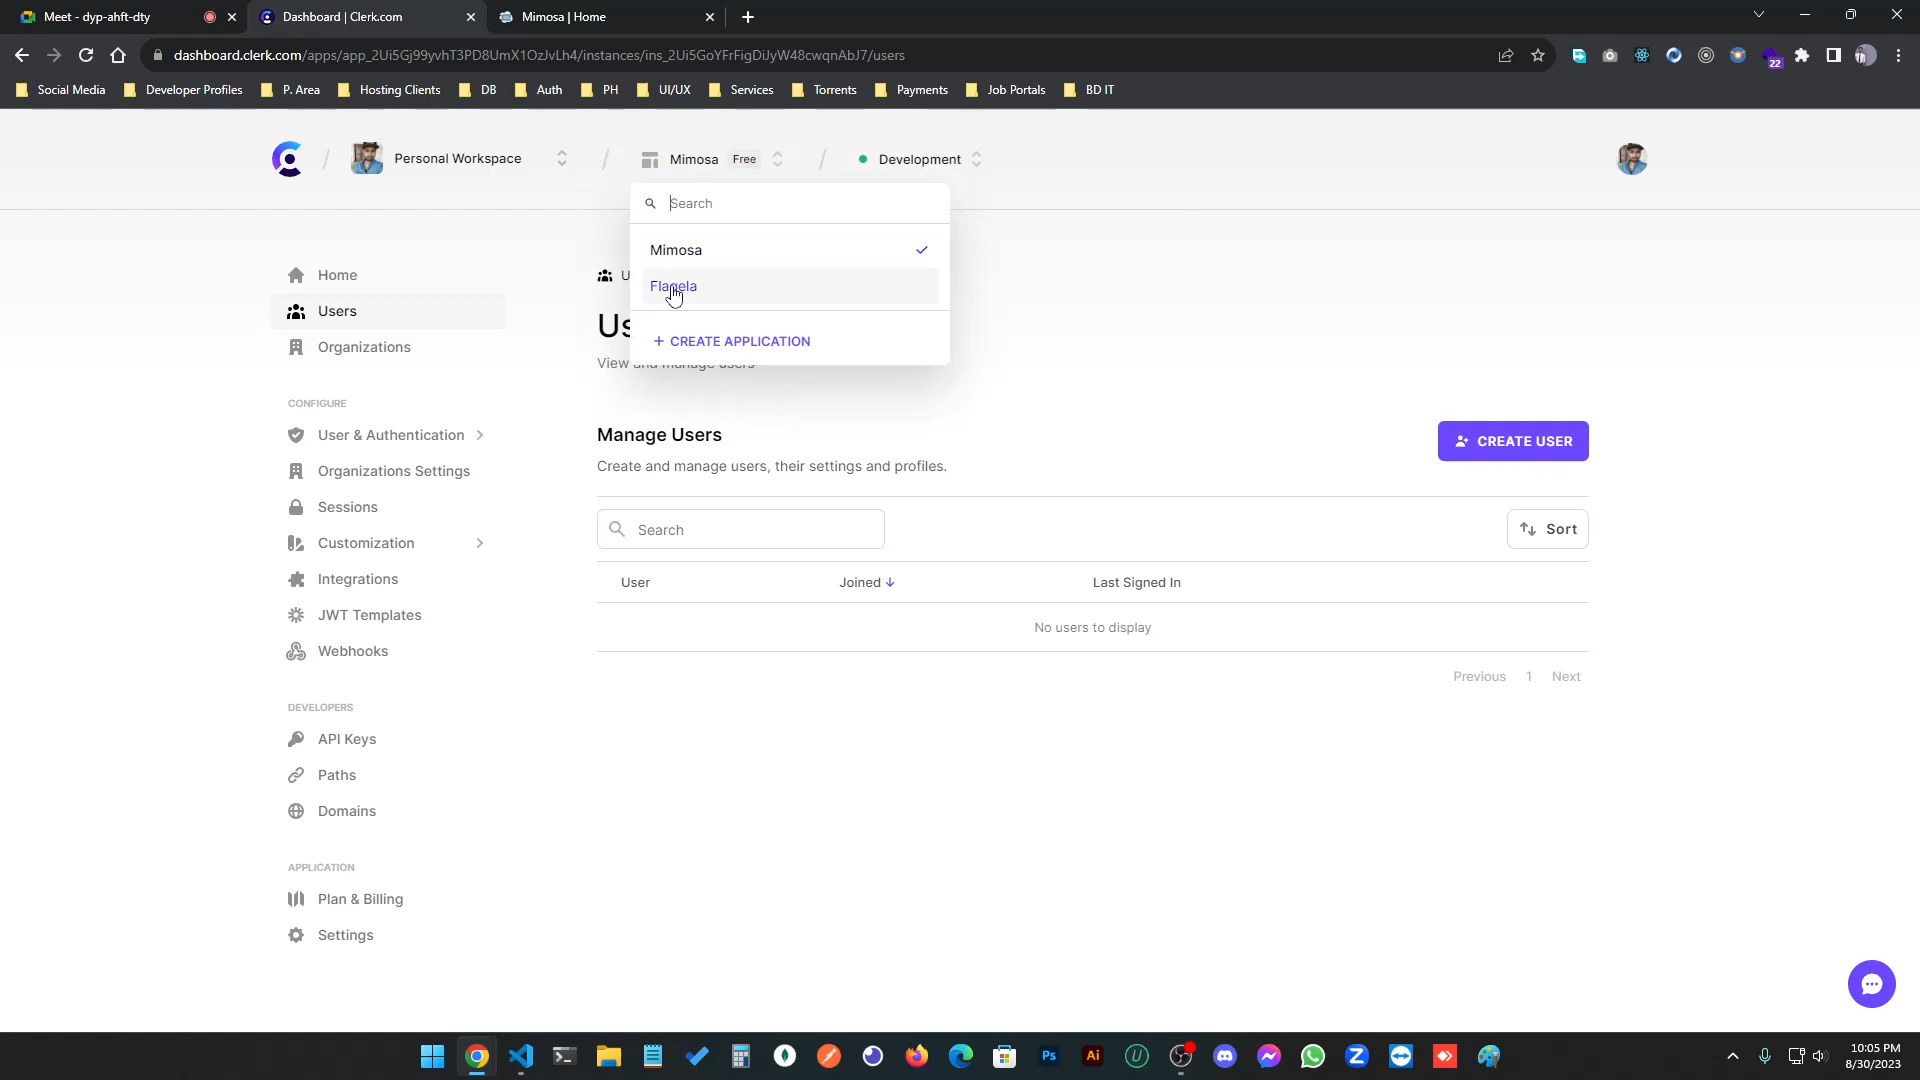 Meet - dyp-ahft-dty
Dashboard | Clerk.com
Mimosa | Home
dashboard.clerk.com/apps/app_2Ui5Gj99yvhT3PD8UmX1OzJvLh4/instances/ins_2Ui5GoYFrFigDiJyW48cwqnAbJ7/users
22
Social Media
Developer Profiles
P. Area
Hosting Clients
DB
Auth
PH
UI/UX
Services
Torrents
Payments
Job Portals
BD IT
Personal Workspace
Mimosa Free
Development
Search
Mimosa
Flagela
+ CREATE APPLICATION
Home
Users
Organizations
CONFIGURE
User & Authentication
Organizations Settings
Sessions
Customization
Integrations
JWT Templates
Webhooks
DEVELOPERS
API Keys
Paths
Domains
APPLICATION
Plan & Billing
Settings
View and manage users
Manage Users
CREATE USER
Create and manage users, their settings and profiles.
Search
Sort
User
Joined
Last Signed In
No users to display
Previous 1 Next
Ps
Ai
10:05 PM
8/30/2023